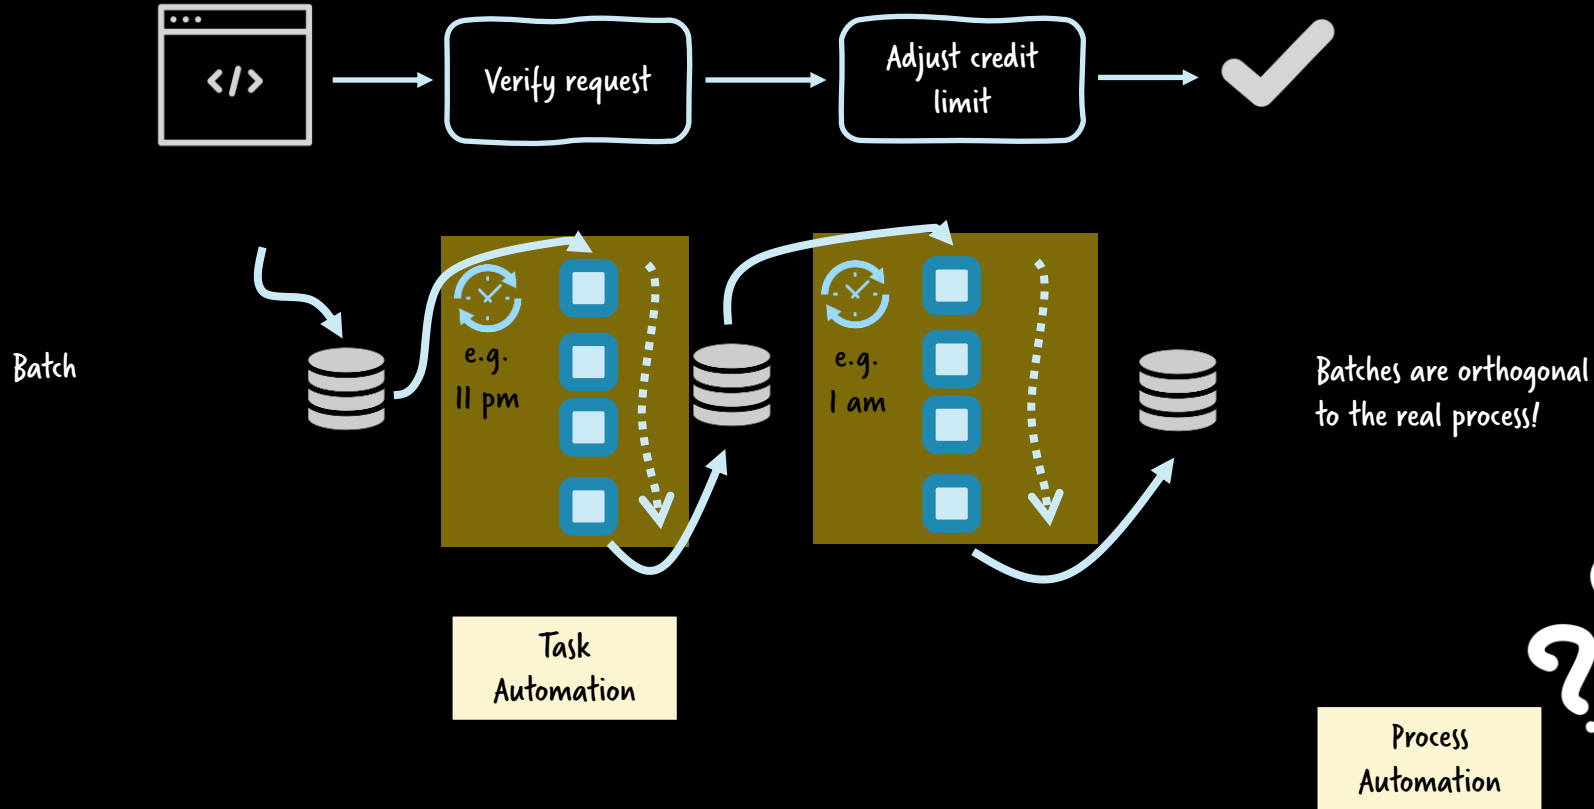 </>
Verify request
Adjust credit
limit
Batch
e.g.
11 pm
e.g.
1 am
Batches are orthogonal
to the real process!
Task
Automation
?
Process
Automation